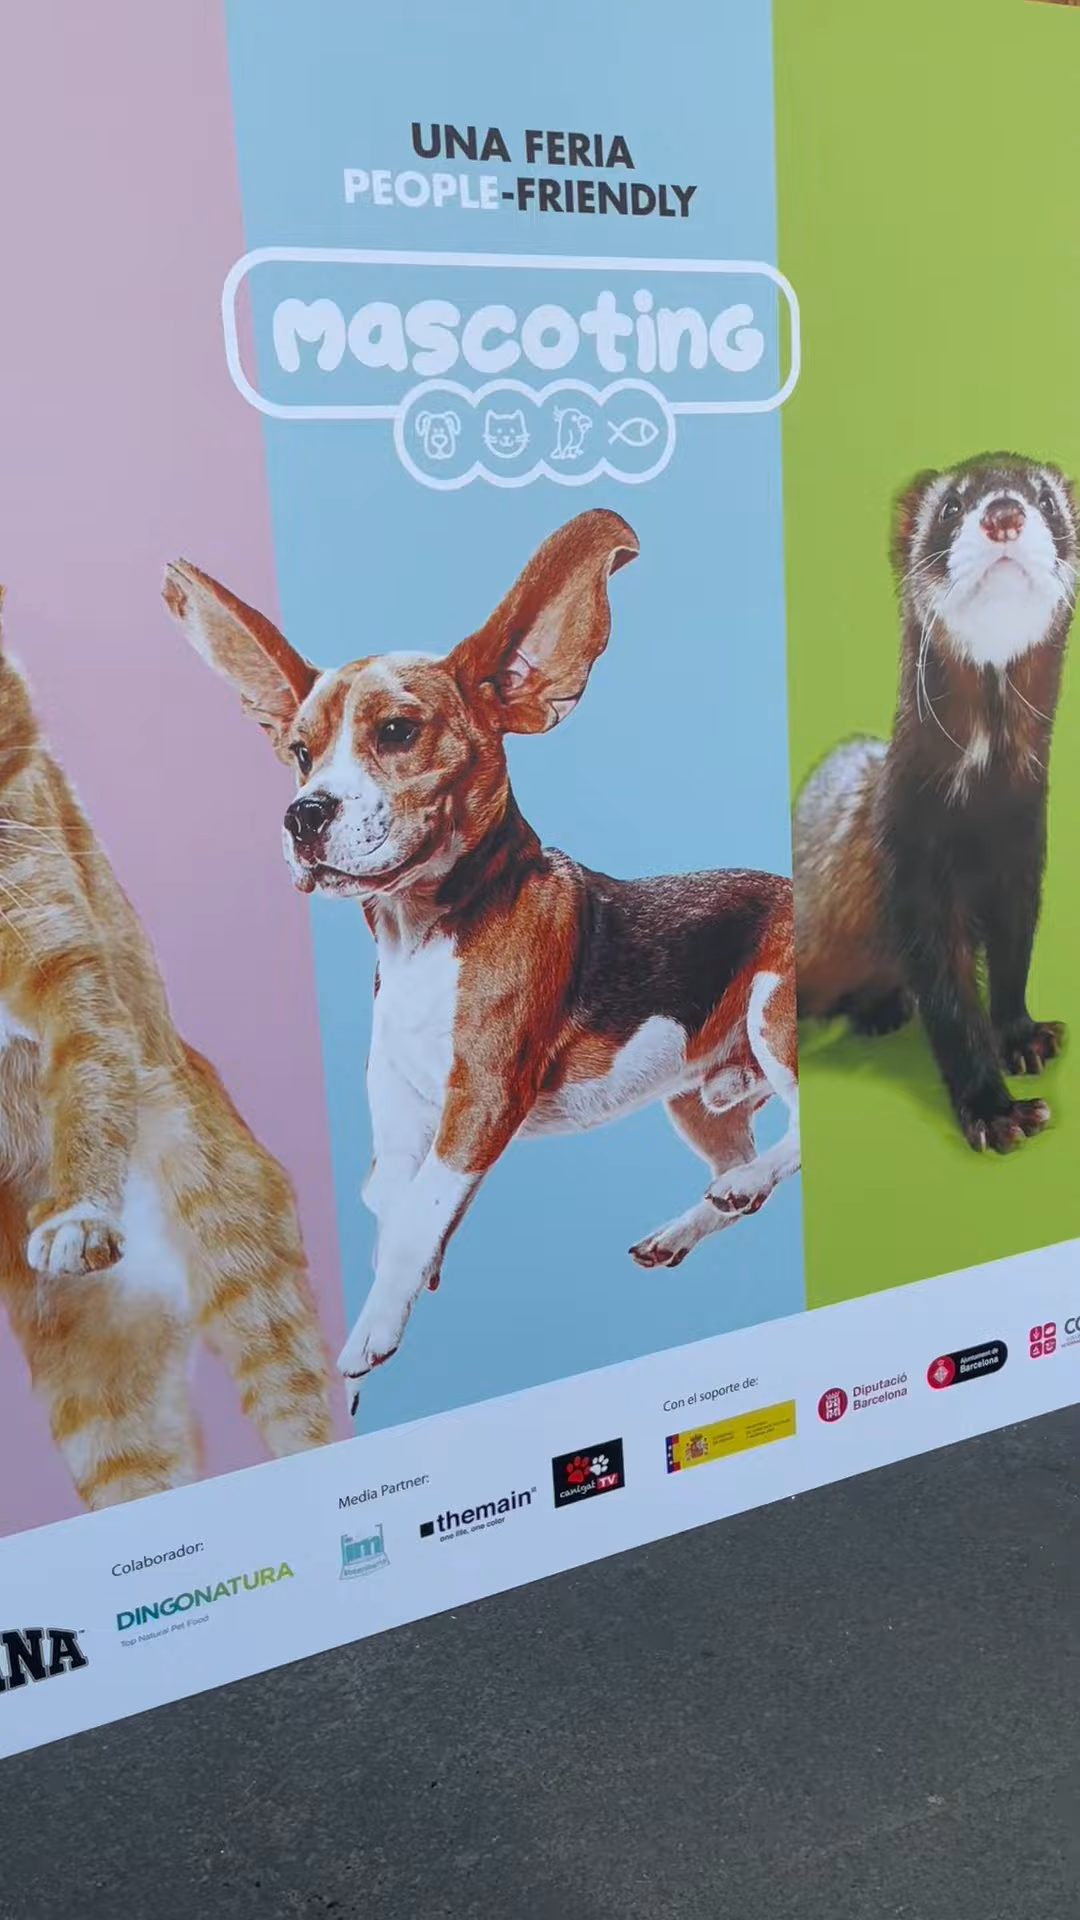 UNA FERIA
PEOPLE-FRIENDLY
mascoting
Con el soporte de:
Diputació
Barcelona
Ajuntament de
Barcelona
Media Partner:
im
themain
one life, one color
canigat TV
Colaborador:
DINGONATURA
Top Natural Pet Food